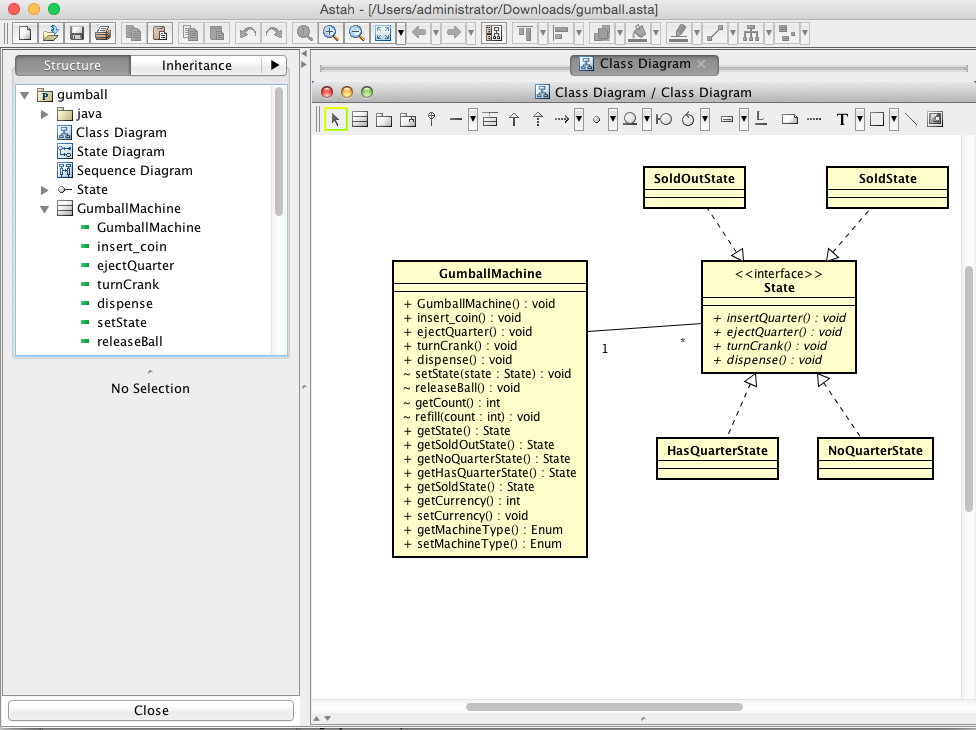 Astah - [/Users/administrator/Downloads/gumball.asta]
Structure
Inheritance
gumball
java
Class Diagram
State Diagram
Sequence Diagram
State
GumballMachine
GumballMachine
insert_coin
ejectQuarter
turnCrank
dispense
setState
releaseBall
No Selection
Close
Class Diagram
Class Diagram / Class Diagram
T
SoldOutState
SoldState
GumballMachine
+ GumballMachine() : void
+ insert_coin() : void
+ ejectQuarter() : void
+ turnCrank() : void
+ dispense() : void
~ setState(state : State) : void
~ releaseBall() : void
~ getCount() : int
~ refill(count : int) : void
+ getState() : State
+ getSoldOutState() : State
+ getNoQuarterState() : State
+ getHasQuarterState() : State
+ getSoldState() : State
+ getCurrency() : int
+ setCurrency() : void
+ getMachineType() : Enum
+ setMachineType() : Enum
1
*
<<interface>>
State
+ insertQuarter() : void
+ ejectQuarter() : void
+ turnCrank() : void
+ dispense() : void
HasQuarterState
NoQuarterState